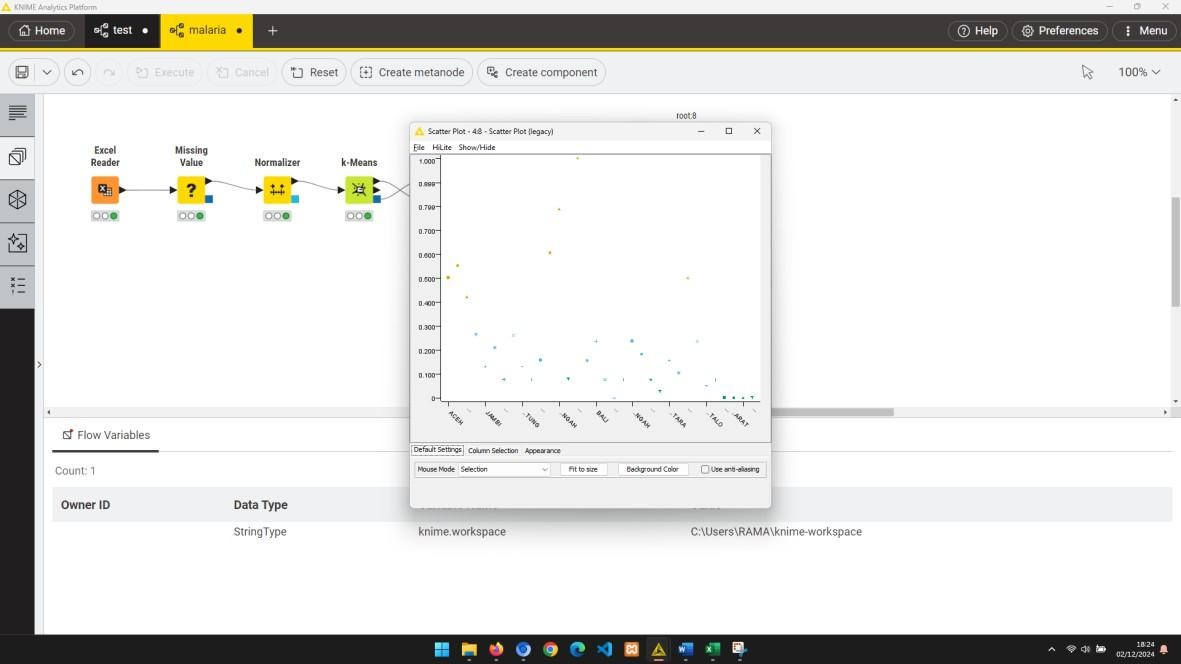 KNIME Analytics Platform
Home
test
malaria
Help
Preferences
Menu
Execute
Cancel
Reset
Create metanode
Create component
100%
root:8
Excel
Reader
Missing
Value
Normalizer
k-Means
Scatter Plot - 4:8 - Scatter Plot (legacy)
File HiLite Show/Hide
1.000
0.899
0.799
0.700
0.600
0.500
0.400
0.300
0.200
0.100
0
ACEH
..
JAMBI
..
..TUNG
..
..NGAH
..
BALI
..
..NGAH
..
..TARA
..
..TALO
..
..ARAT
..
Default Settings Column Selection Appearance
Mouse Mode Selection Fit to size Background Color Use anti-aliasing
Flow Variables
Count: 1
Owner ID Data Type
StringType knime.workspace C:\Users\RAMA\knime-workspace
18:24
02/12/2024